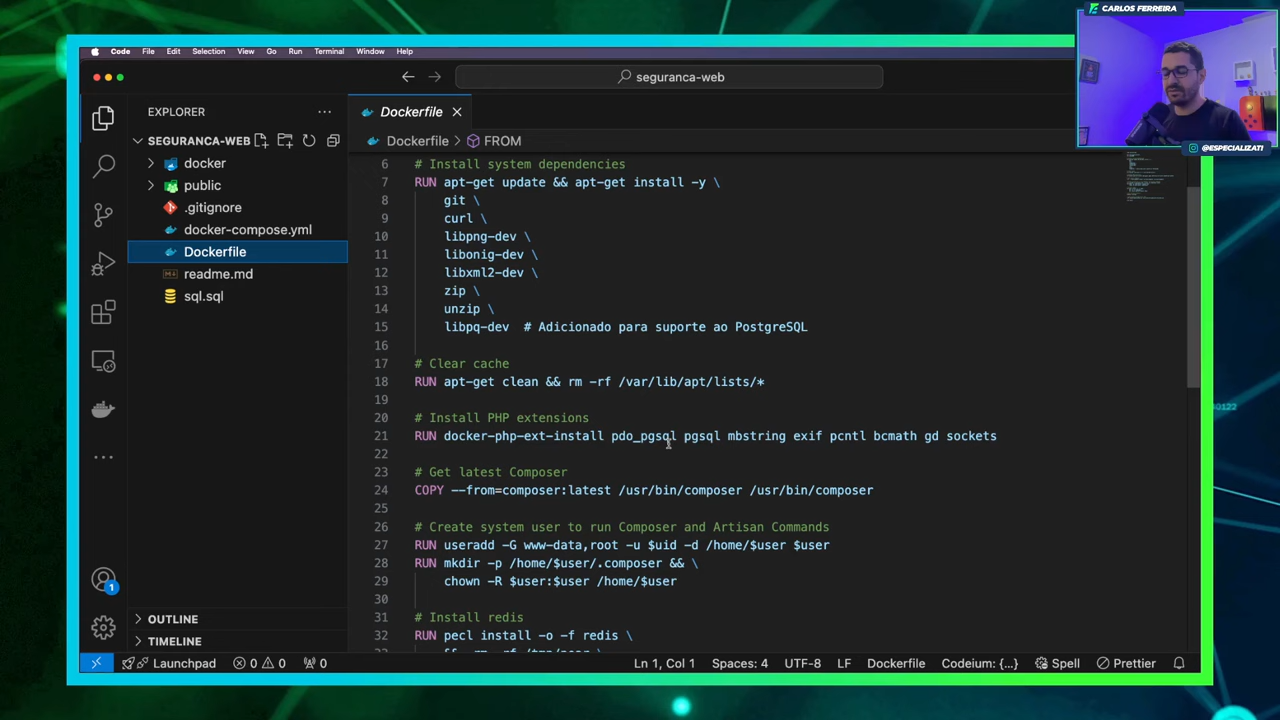 CARLOS FERREIRA
@ESPECIALIZATI
Code File Edit Selection View Go Run Terminal Window Help
seguranca-web
EXPLORER
SEGURANCA-WEB
docker
public
.gitignore
docker-compose.yml
Dockerfile
readme.md
sql.sql
OUTLINE
TIMELINE
Dockerfile
Dockerfile > FROM
6 # Install system dependencies
7 RUN apt-get update && apt-get install -y \
8 git \
9 curl \
10 libpng-dev \
11 libonig-dev \
12 libxml2-dev \
13 zip \
14 unzip \
15 libpq-dev # Adicionado para suporte ao PostgreSQL
16
17 # Clear cache
18 RUN apt-get clean && rm -rf /var/lib/apt/lists/*
19
20 # Install PHP extensions
21 RUN docker-php-ext-install pdo_pgsql pgsql mbstring exif pcntl bcmath gd sockets
22
23 # Get latest Composer
24 COPY --from=composer:latest /usr/bin/composer /usr/bin/composer
25
26 # Create system user to run Composer and Artisan Commands
27 RUN useradd -G www-data,root -u $uid -d /home/$user $user
28 RUN mkdir -p /home/$user/.composer && \
29 chown -R $user:$user /home/$user
30
31 # Install redis
32 RUN pecl install -o -f redis \
1
Launchpad 0 0 0 Ln 1, Col 1 Spaces: 4 UTF-8 LF Dockerfile Codeium: {...} Spell Prettier